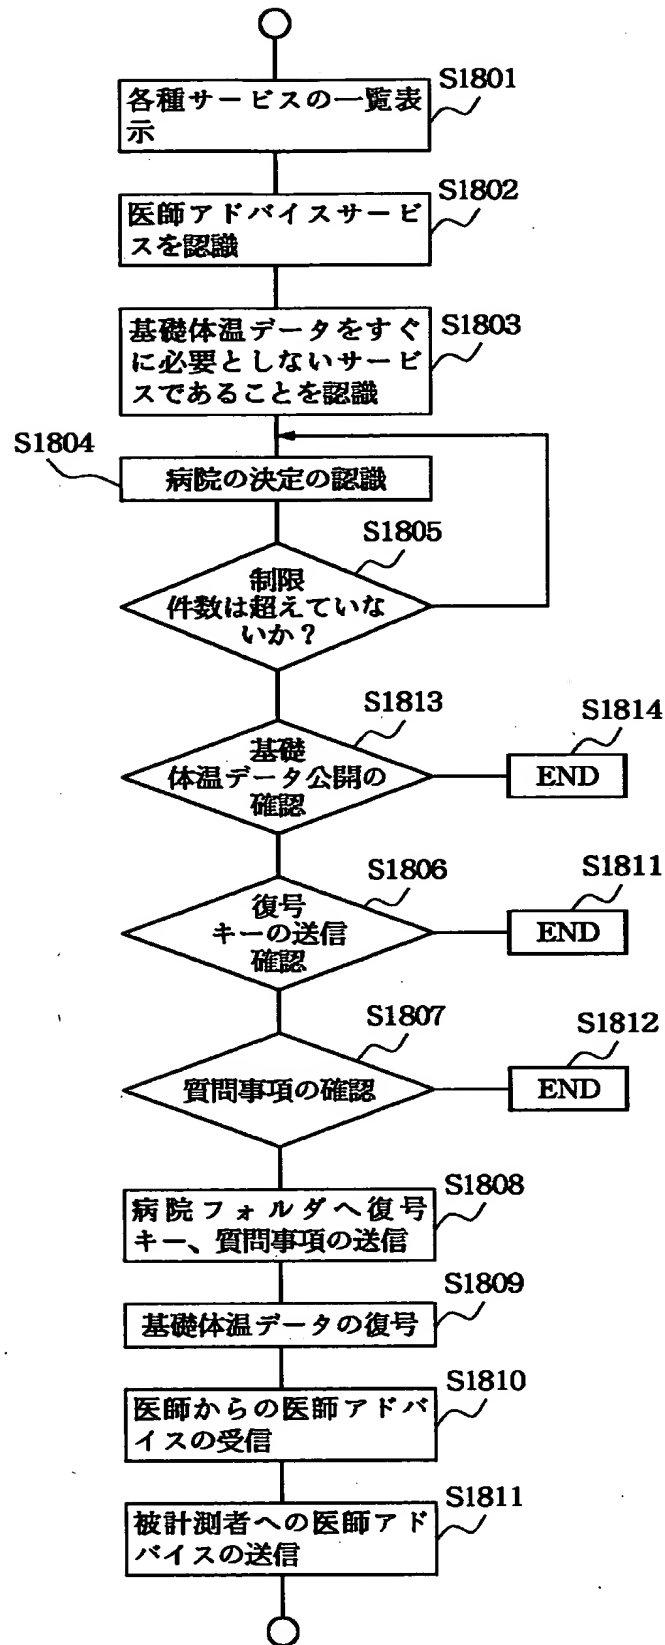 S1801
各種サービスの一覧表
示
S1802
医師アドバイスサービ
スを認識
S1803
基礎体温データをすぐ
に必要としないサービ
スであることを認識
S1804
病院の決定の認識
S1805
制限
件数は超えていな
いか？
S1813
基礎
体温データ公開の
確認
S1814
END
S1806
復号
キーの送信
確認
S1811
END
S1807
質問事項の確認
S1812
END
S1808
病院フォルダへ復号
キー、質問事項の送信
S1809
基礎体温データの復号
S1810
医師からの医師アドバ
イスの受信
S1811
被計測者への医師アド
バイスの送信